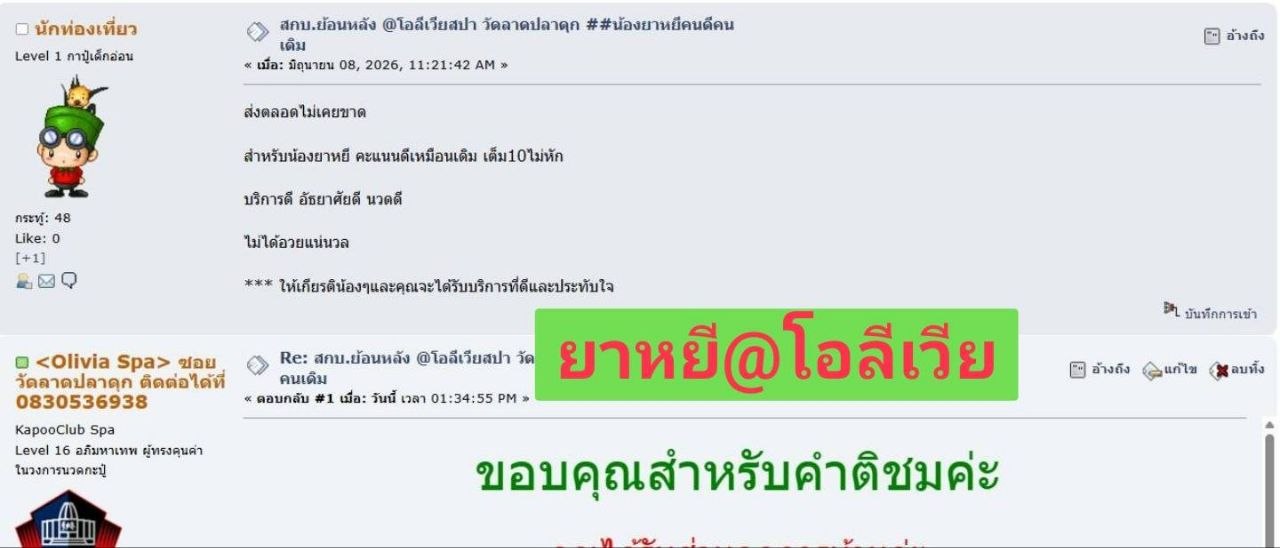 นักท่องเที่ยว
Level 1 กาปู๋เด็กอ่อน
กระทู้: 48
Like: 0
[+1]
สกบ.ย้อนหลัง @โอลีเวียสปา วัดลาดปลาดุก ##น้องยาหยีคนดีคน
เดิม
« เมื่อ: มิถุนายน 08, 2026, 11:21:42 AM »
อ้างถึง
ส่งตลอดไม่เคยขาด
สำหรับน้องยาหยี คะแนนดีเหมือนเดิม เต็ม10ไม่หัก
บริการดี อัธยาศัยดี นวดดี
ไม่ได้อวยแน่นวล
*** ให้เกียรติน้องๆและคุณจะได้รับบริการที่ดีและประทับใจ
บันทึกการเข้า
ยาหยี@โอลีเวีย
<Olivia Spa> ซอย
วัดลาดปลาดุก ติดต่อได้ที่
0830536938
KapooClub Spa
Level 16 อภิมหาเทพ ผู้ทรงคุณค่า
ในวงการนวดกะปู๋
Re: สกบ.ย้อนหลัง @โอลีเวียสปา วัด
คนเดิม
« ตอบกลับ #1 เมื่อ: วันนี้ เวลา 01:34:55 PM »
อ้างถึง แก้ไข ลบทิ้ง
ขอบคุณสำหรับคำติชมค่ะ